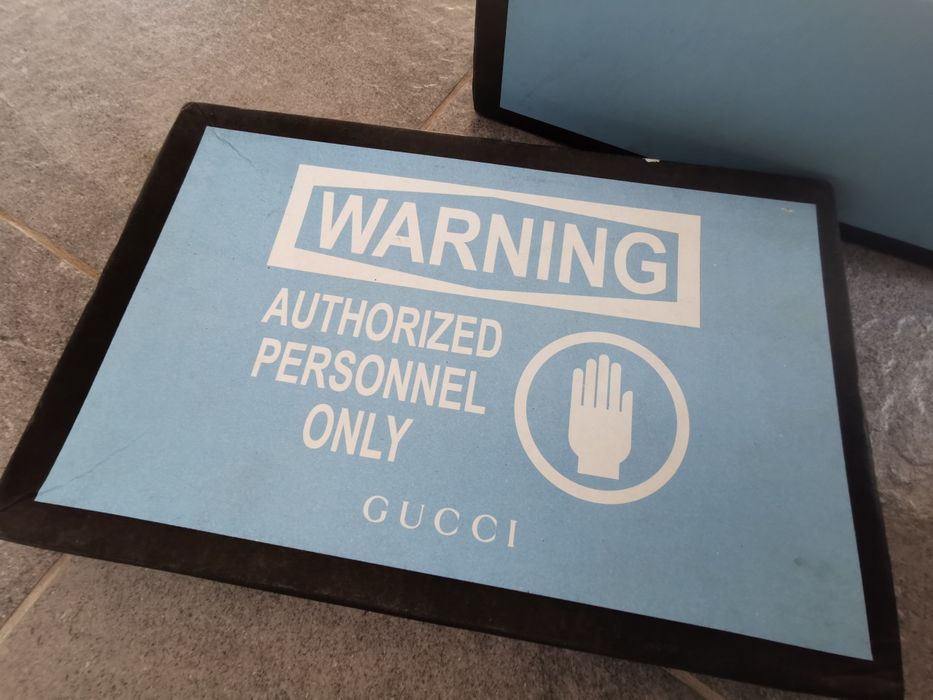 WARNING
AUTHORIZED
PERSONNEL
ONLY
GUCCI